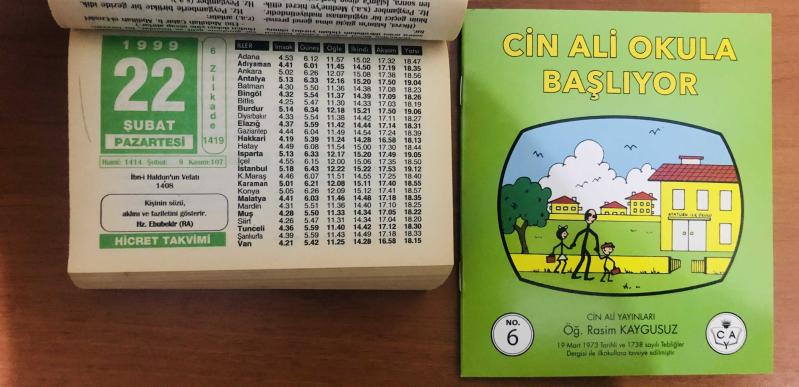 1999
22
ŞUBAT
PAZARTESİ
6 Zilkade 1419
Rumi: 1414 Şubat: 9 Kasım:107
İbn-i Haldun'un Vefatı
1408
Kişinin sözü,
aklını ve faziletini gösterir.
Hz. Ebubekir (RA)
HİCRET TAKVİMİ
İLLER İmsak Güneş Öğle İkindi Akşam Yatsı
Adana 4.53 6.12 11.57 15.02 17.32 18.47
Adıyaman 4.41 6.01 11.45 14.50 17.19 18.35
Ankara 5.02 6.26 12.07 15.08 17.38 18.56
Antalya 5.13 6.33 12.16 15.20 17.50 19.04
Batman 4.30 5.50 11.36 14.38 17.08 18.23
Bingöl 4.32 5.54 11.37 14.39 17.09 18.26
Bitlis 4.25 5.47 11.30 14.33 17.03 18.19
Burdur 5.14 6.34 12.18 15.21 17.50 19.06
Diyarbakır 4.33 5.54 11.38 14.42 17.11 18.27
Elazığ 4.37 5.59 11.42 14.44 17.14 18.31
Gaziantep 4.44 6.04 11.49 14.54 17.24 18.39
Hakkari 4.19 5.39 11.24 14.28 16.58 18.13
Hatay 4.49 6.08 11.54 15.00 17.30 18.44
Isparta 5.13 6.33 12.17 15.20 17.49 19.05
İçel 4.55 6.15 12.00 15.06 17.35 18.50
İstanbul 5.18 6.43 12.22 15.22 17.53 19.12
K.Maraş 4.46 6.07 11.51 14.55 17.25 18.40
Karaman 5.01 6.21 12.08 15.11 17.40 18.55
Konya 5.05 6.26 12.09 15.12 17.41 18.57
Malatya 4.41 6.03 11.46 14.48 17.18 18.35
Mardin 4.31 5.51 11.36 14.40 17.10 18.25
Muş 4.28 5.50 11.33 14.34 17.05 18.22
Siirt 4.26 5.47 11.31 14.34 17.04 18.20
Tunceli 4.36 5.59 11.40 14.42 17.12 18.30
Şanlıurfa 4.39 5.59 11.43 14.49 17.18 18.33
Van 4.21 5.42 11.25 14.28 16.58 18.15
CİN ALİ OKULA
BAŞLIYOR
ATATÜRK İLK OKULU
CİN ALİ YAYINLARI
Öğ. Rasim KAYGUSUZ
19 Mart 1973 Tarihli ve 1738 sayılı Tebliğler
Dergisi ile ilkokullara tavsiye edilmiştir
NO.
6
C A
Y